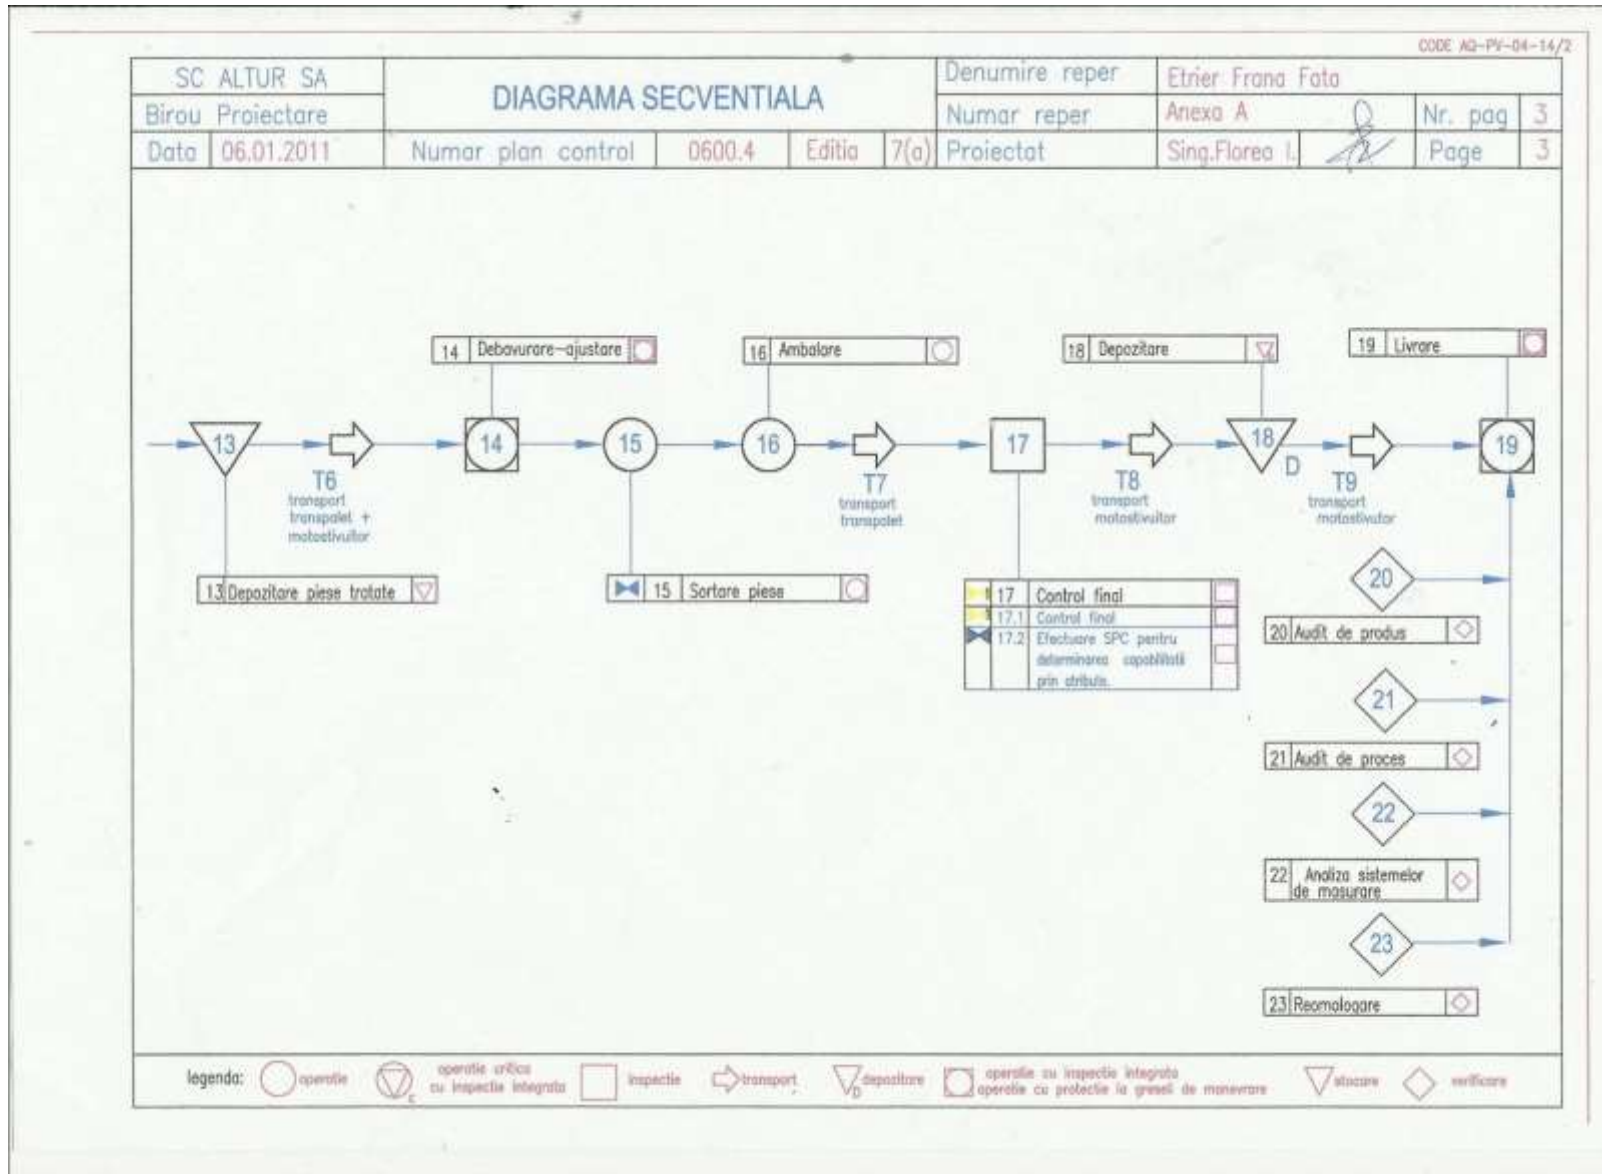 CODE AQ-PV-04-14/2
SC ALTUR SA
DIAGRAMA SECVENTIALA
Denumire reper
Etrier Frana Fata
Birou Proiectare
Numar reper
Anexa A
Nr. pag
3
Data
06.01.2011
Numar plan control
0600.4
Editia
7(a)
Proiectat
Sing.Florea I.
Page
3
14 Debavurare-ajustare
16 Ambalare
18 Depozitare
19 Livrare
13
14
15
16
17
18
D
19
T6
transport
transpalet +
motostivuitor
T7
transport
transpalet
T8
transport
motostivuitor
T9
transport
motostivutor
13 Depozitare piese tratate
15 Sortare piese
17 Control final
17.1 Control final
17.2 Efectuare SPC pentru
determinarea capabilitatii
prin atribute.
20
20 Audit de produs
21
21 Audit de proces
22
22 Analiza sistemelor
de masurare
23
23 Reomologare
legenda:
operatie
C
operatie critica
cu inspectie integrata
inspectie
transport
D
depozitare
operatie cu inspectie integrata
operatie cu protectie la greseli de manevrare
stocare
verificare